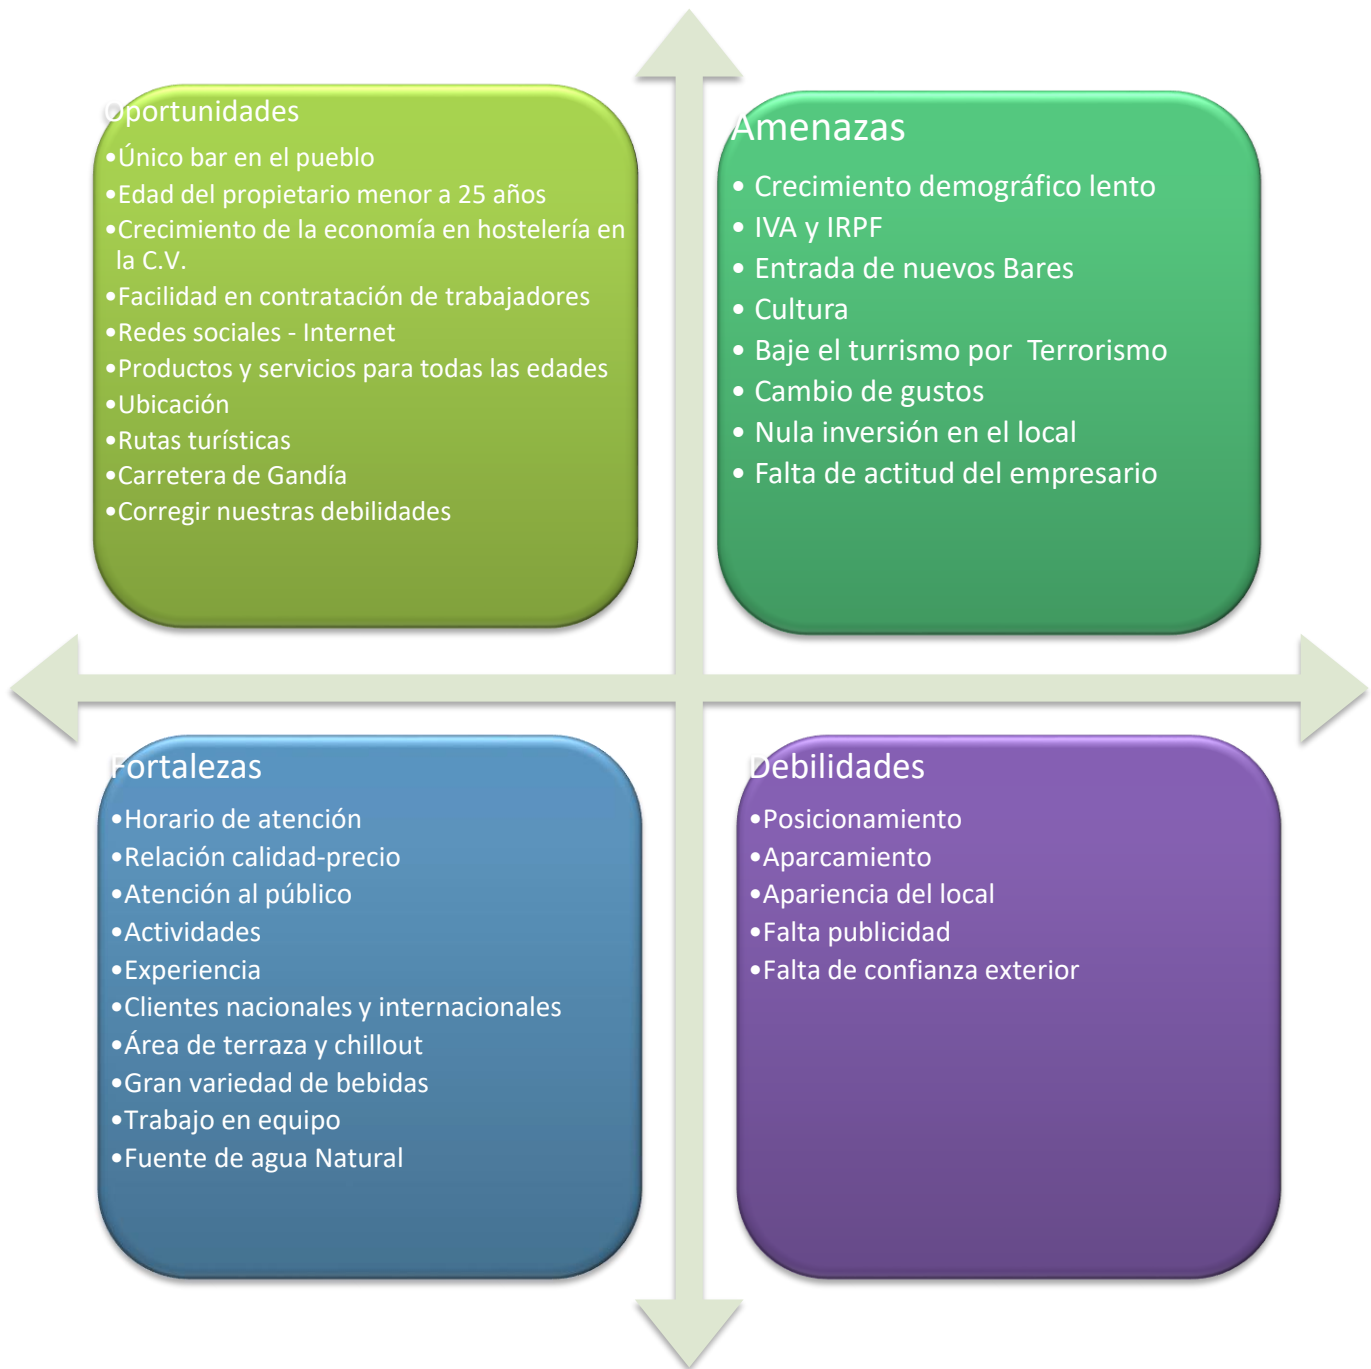 Oportunidades
•Único bar en el pueblo
•Edad del propietario menor a 25 años
•Crecimiento de la economía en hostelería en
la C.V.
•Facilidad en contratación de trabajadores
•Redes sociales - Internet
•Productos y servicios para todas las edades
•Ubicación
•Rutas turísticas
•Carretera de Gandía
•Corregir nuestras debilidades
Amenazas
• Crecimiento demográfico lento
• IVA y IRPF
• Entrada de nuevos Bares
• Cultura
• Baje el turrismo por  Terrorismo
• Cambio de gustos
• Nula inversión en el local
• Falta de actitud del empresario
Fortalezas
•Horario de atención
•Relación calidad-precio
•Atención al público
•Actividades
•Experiencia
•Clientes nacionales y internacionales
•Área de terraza y chillout
•Gran variedad de bebidas
•Trabajo en equipo
•Fuente de agua Natural
Debilidades
•Posicionamiento
•Aparcamiento
•Apariencia del local
•Falta publicidad
•Falta de confianza exterior